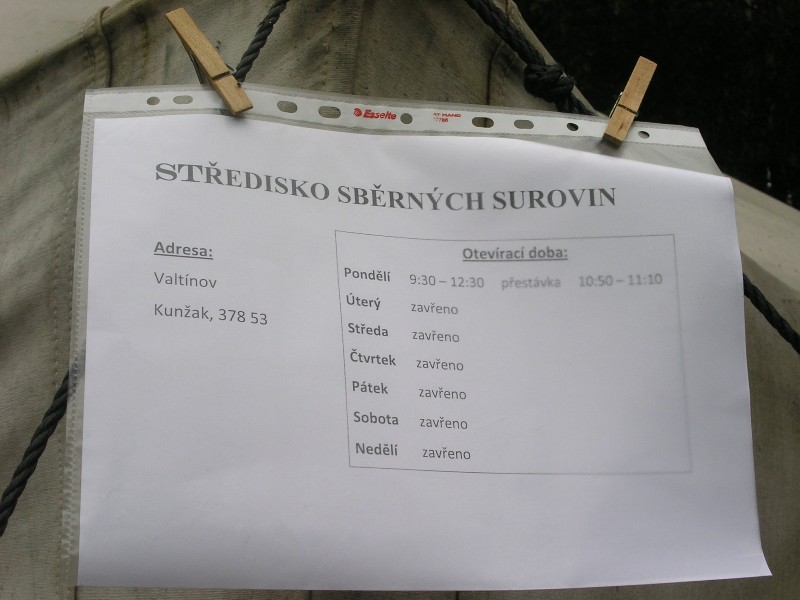 Esselte
STŘEDISKO SBĚRNÝCH SUROVIN
Adresa:
Valtínov
Kunžak, 378 53
Otevírací doba:
Pondělí 9:30 – 12:30 přestávka 10:50 – 11:10
Úterý zavřeno
Středa zavřeno
Čtvrtek zavřeno
Pátek zavřeno
Sobota zavřeno
Nedělí zavřeno